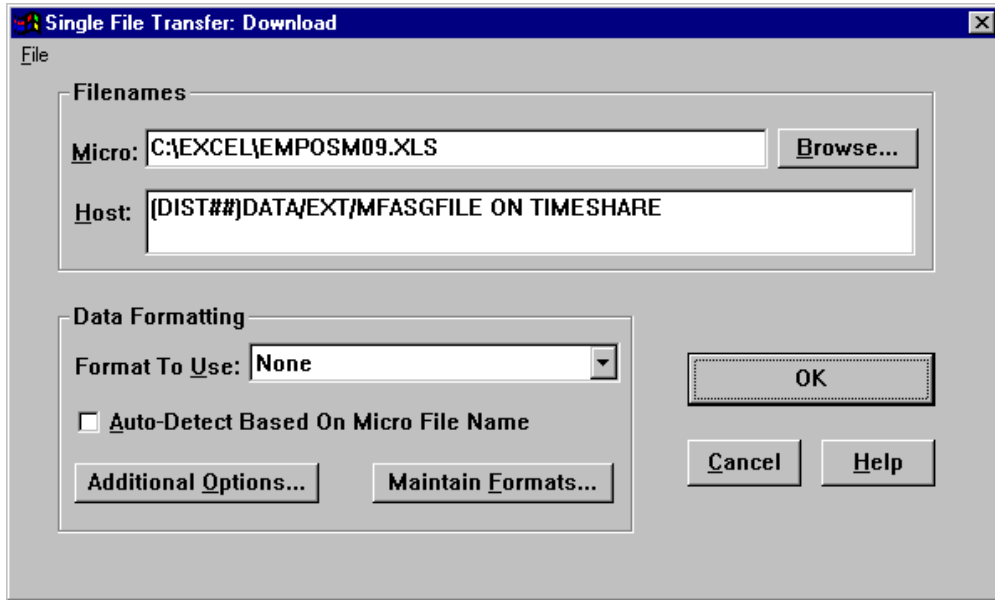 Single File Transfer: Download
File
Filenames
Micro: C:\EXCEL\EMPOSM09.XLS Browse...
Host: (DIST##)DATA/EXT/MFASGFILE ON TIMESHARE
Data Formatting
Format To Use: None
OK
Auto-Detect Based On Micro File Name
Cancel Help
Additional Options... Maintain Formats...